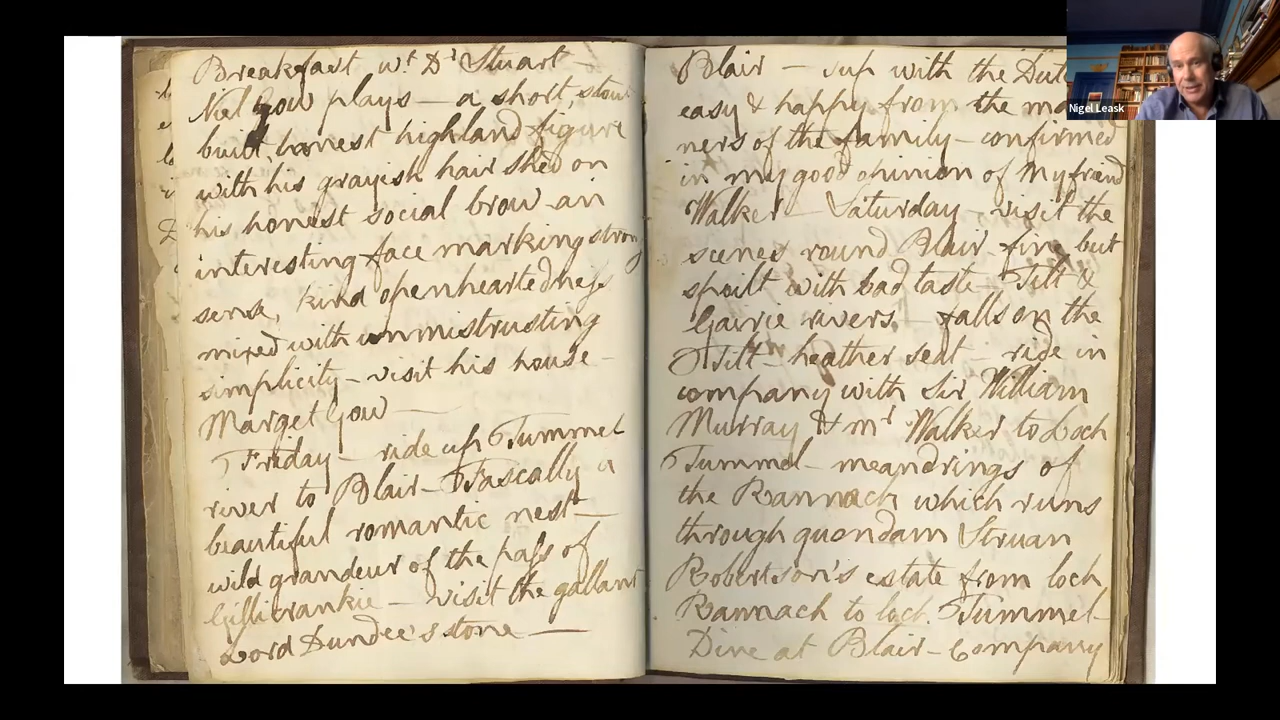 Breakfast wt Dr Stuart —
Niel Gow plays — a short, stout
built, honest highland figure
with his grayish hair shed on
his honest social brow — an
interesting face marking strong
sense, kind openheartedness
mixed with unmistrusting
simplicity — visit his house —
Marget Gow —
Friday — ride up Tummel
river to Blair — Fascally a
beautiful romantic nest —
wild grandeur of the pass of
Gillicrankie — visit the gallant
Lord Dundee's stone —
Blair — sup with the Dutc
easy & happy from the man
ners of the family — confirmed
in my good opinion of my friend
Walker — Saturday — visit the
scenes round Blair — fine but
spoilt with bad taste — Tilt &
Gairie rivers — falls on the
Tilt — heather seat — ride in
company with Sir William
Murray & mr Walker to Loch
Tummel — meandrings of
the Rannach which runs
through quondam Struan
Robertson's estate from loch
Rannach to loch Tummel —
Dine at Blair — Company
Nigel Leask